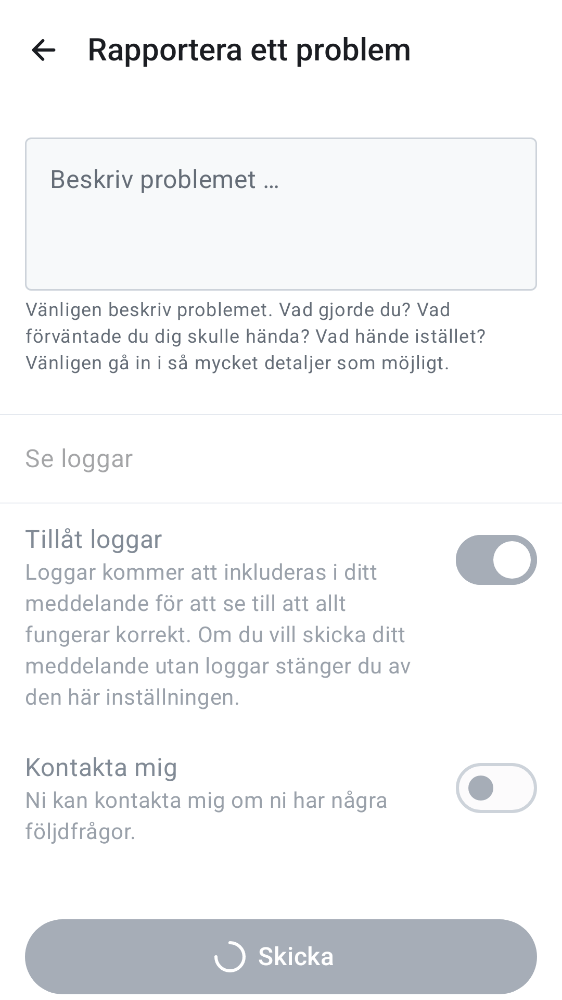 Rapportera ett problem
Beskriv problemet ...
Vänligen beskriv problemet. Vad gjorde du? Vad
förväntade du dig skulle hända? Vad hände istället?
Vänligen gå in i så mycket detaljer som möjligt.
Se loggar
Tillåt loggar
Loggar kommer att inkluderas i ditt
meddelande för att se till att allt
fungerar korrekt. Om du vill skicka ditt
meddelande utan loggar stänger du av
den här inställningen.
Kontakta mig
Ni kan kontakta mig om ni har några
följdfrågor.
Skicka